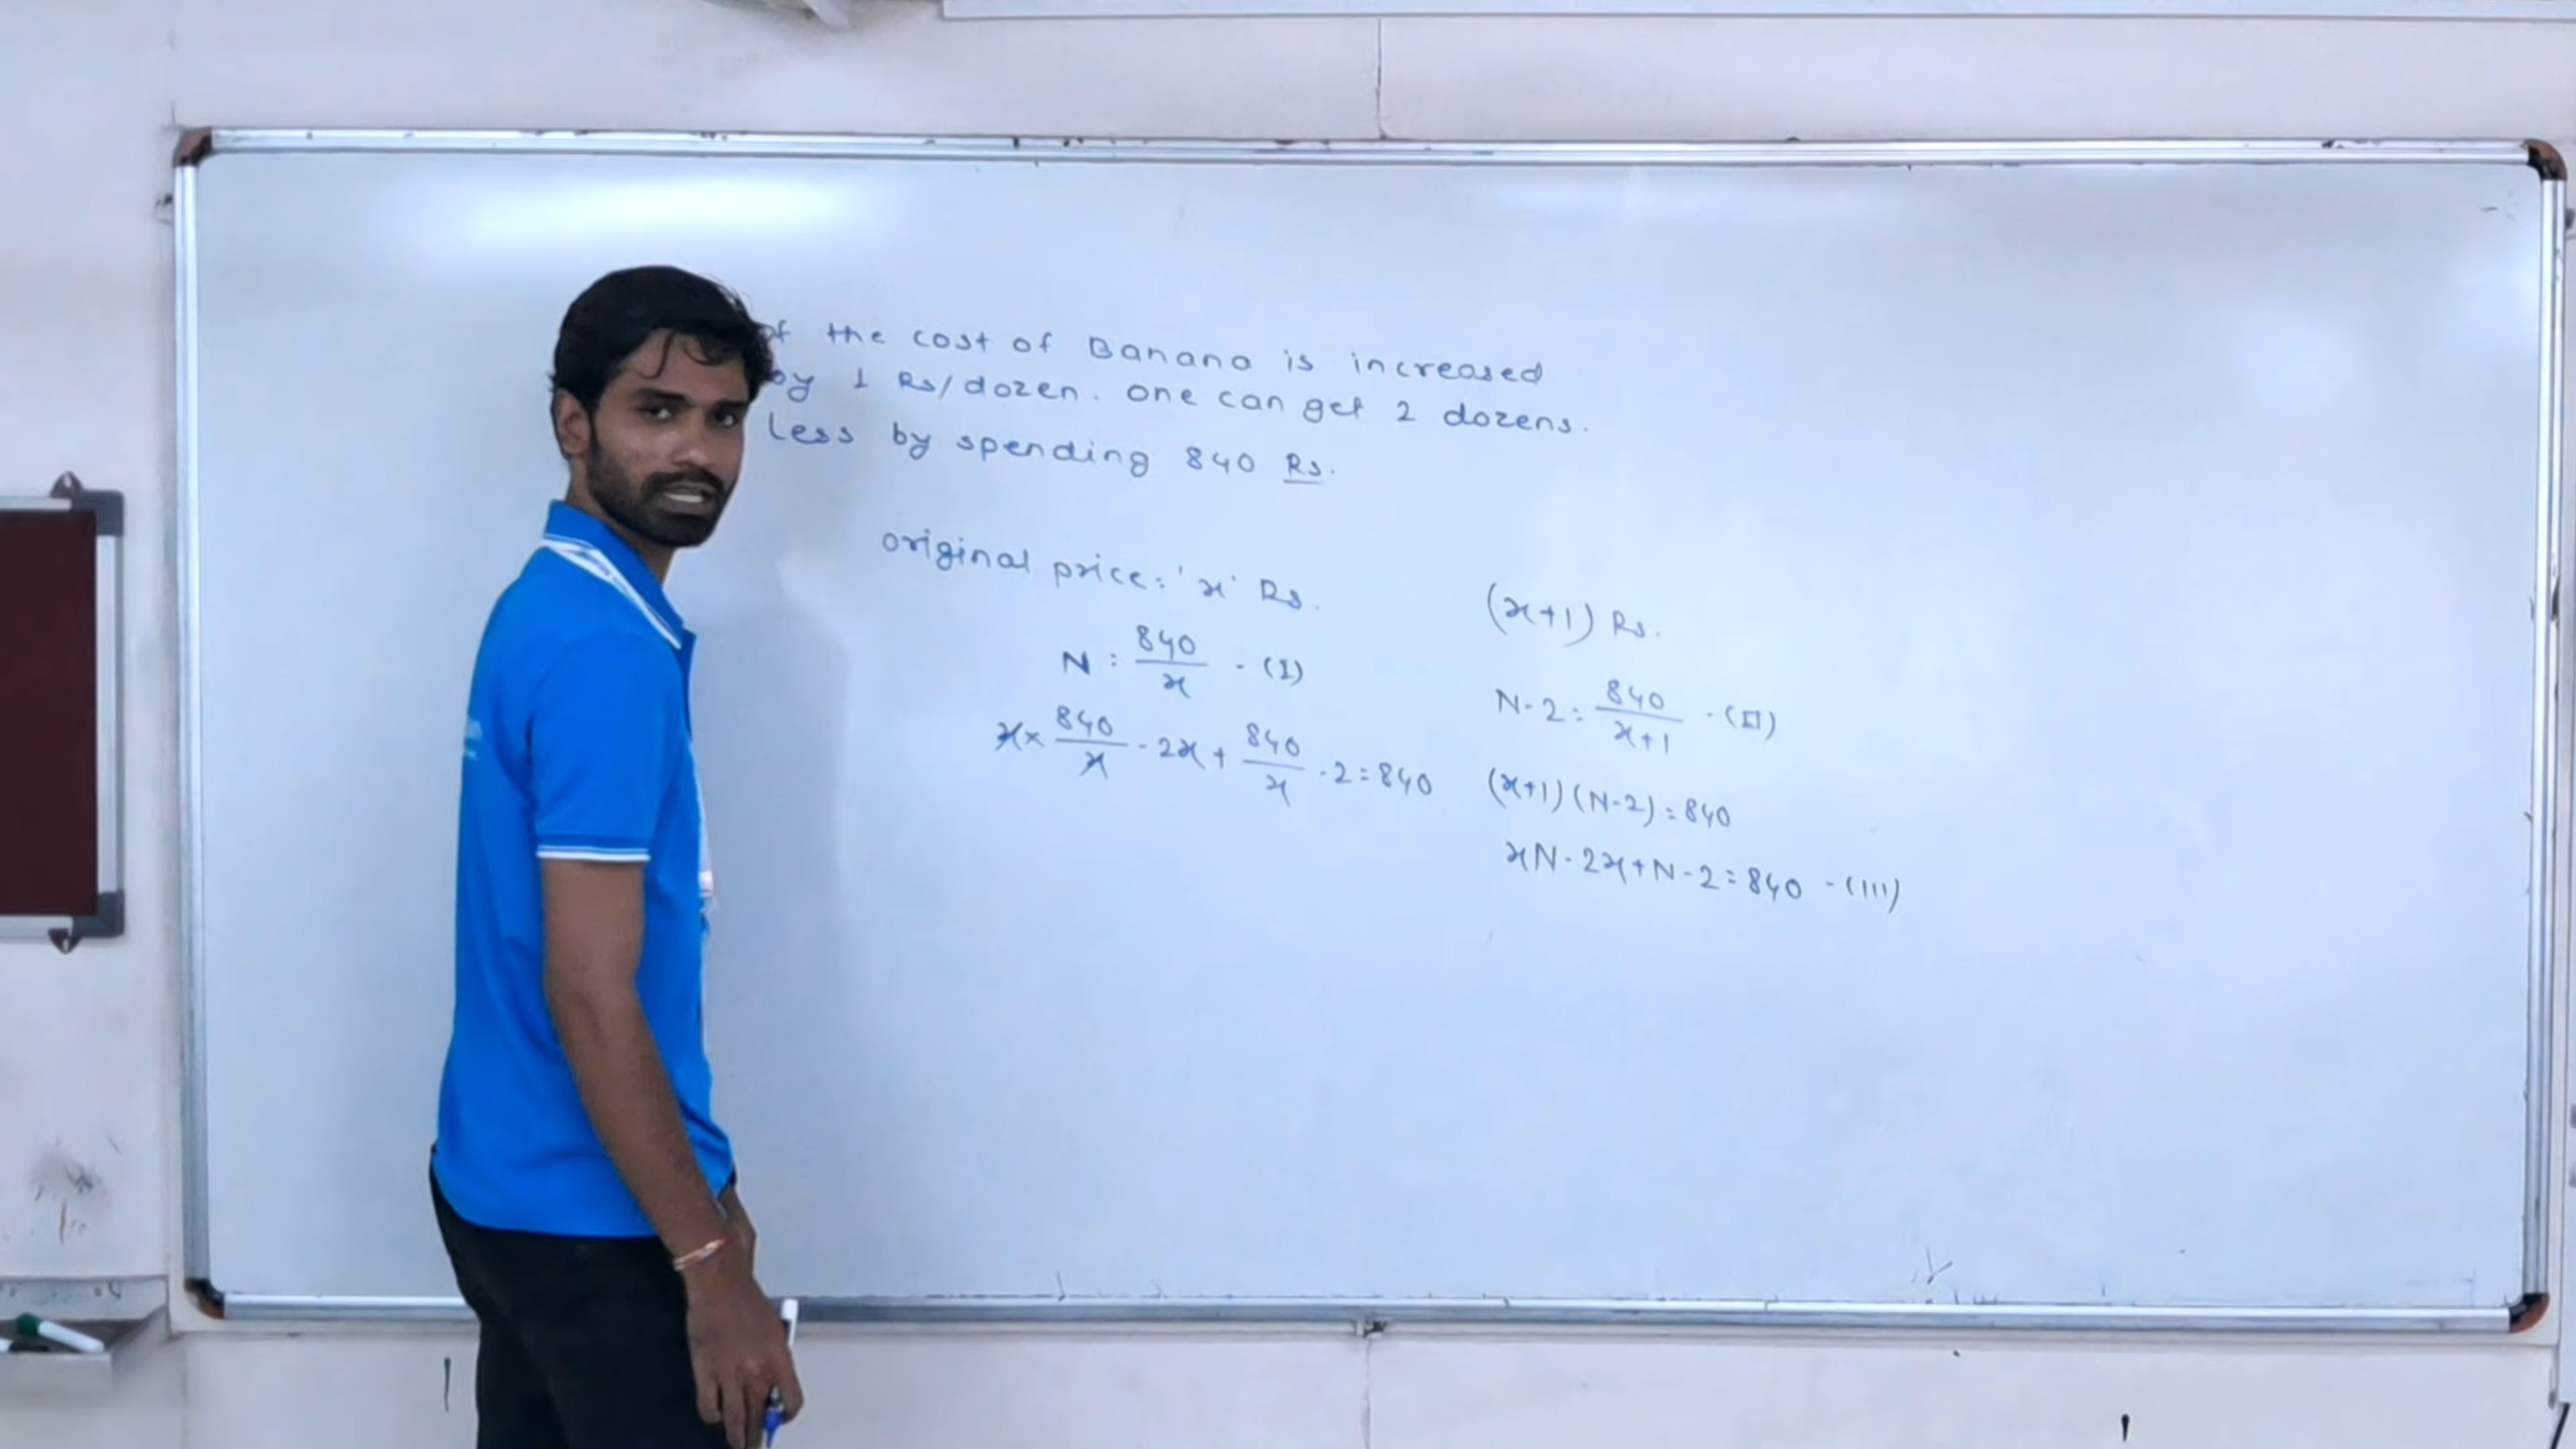 of the cost of Banana is increased
by 1 Rs/dozen. one can get 2 dozens.
Less by spending 840 Rs.
original price: 'x' Rs.
(x+1) Rs.
N = 840/x - (I)
N-2 = 840/x+1 - (II)
x × 840/x - 2x + 840/x - 2 = 840
(x+1)(N-2) = 840
xN - 2x + N - 2 = 840 - (III)